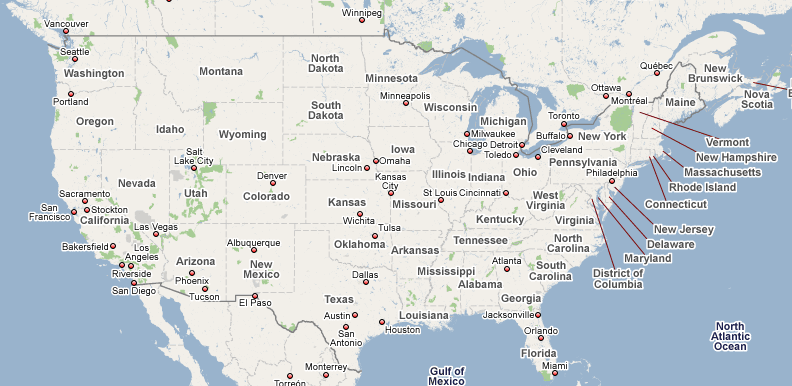 Winnipeg
Vancouver
Seattle
Washington
Montana
North
Dakota
Minnesota
Québec
New
Brunswick
Ottawa
Montréal
Maine
Nova
Scotia
E
Portland
Oregon
Idaho
Wyoming
South
Dakota
Minneapolis
Wisconsin
Michigan
Toronto
Buffalo
New York
Vermont
New Hampshire
Massachusetts
Rhode Island
Connecticut
New Jersey
Delaware
Maryland
District of
Columbia
Milwaukee
Chicago
Detroit
Toledo
Cleveland
Pennsylvania
Philadelphia
Salt
Lake City
Nebraska
Lincoln
Iowa
Omaha
Illinois
Indiana
Ohio
Nevada
Utah
Denver
Colorado
Kansas
City
Kansas
Missouri
St Louis
Cincinnati
West
Virginia
Virginia
Kentucky
Sacramento
San
Francisco
Stockton
California
Las Vegas
Bakersfield
Los
Angeles
Riverside
San Diego
Arizona
Phoenix
Tucson
Albuquerque
New
Mexico
El Paso
Wichita
Tulsa
Oklahoma
Arkansas
Tennessee
North
Carolina
South
Carolina
Atlanta
Mississippi
Alabama
Georgia
Dallas
Texas
Austin
San
Antonio
Houston
Louisiana
Jacksonville
Orlando
Florida
Miami
Monterrey
Torreón
Gulf of
Mexico
North
Atlantic
Ocean